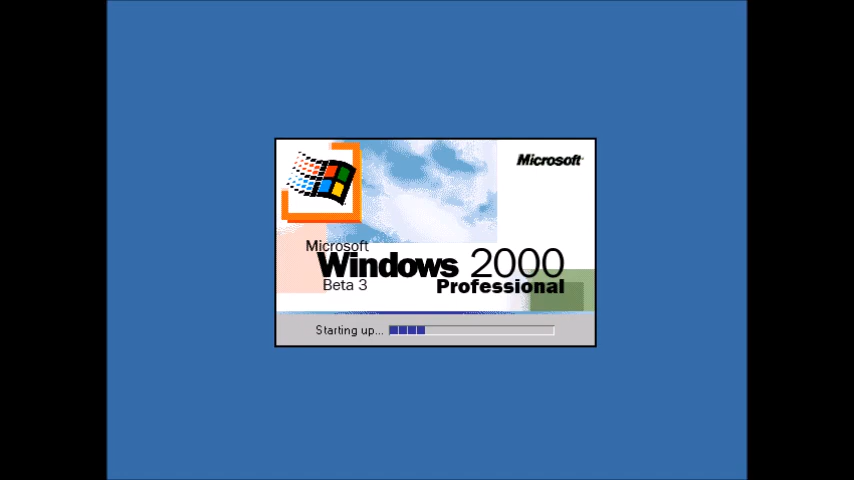 Microsoft
Microsoft
Windows 2000
Beta 3 Professional
Starting up...